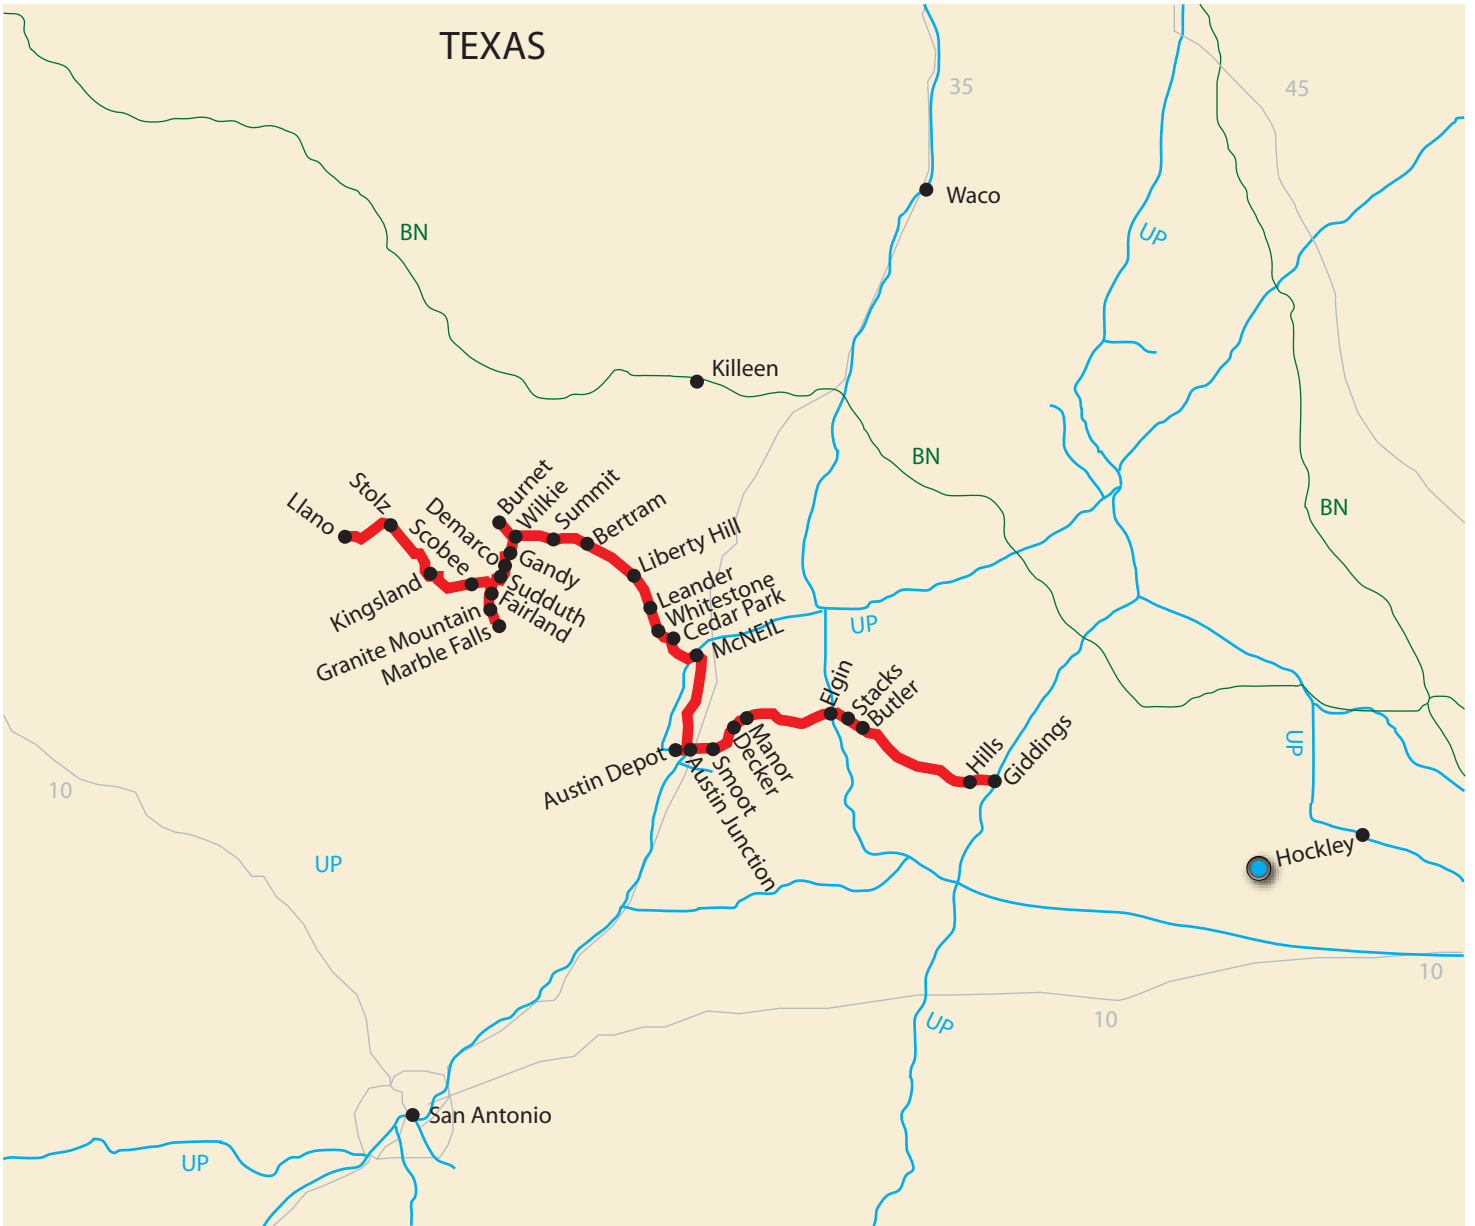 TEXAS
35
45
Waco
BN
UP
Killeen
BN
BN
Burnet
Stolz
Wilkie
Summit
Llano
Demarco
Bertram
Scobee
Liberty Hill
Gandy
Leander
Kingsland
Sudduth
Whitestone
Fairland
Cedar Park
Granite Mountain
UP
Marble Falls
McNEIL
Elgin
Stacks
Butler
UP
Manor
Hills
Giddings
Decker
Austin Depot
Smoot
10
Austin Junction
UP
Hockley
10
10
UP
San Antonio
UP